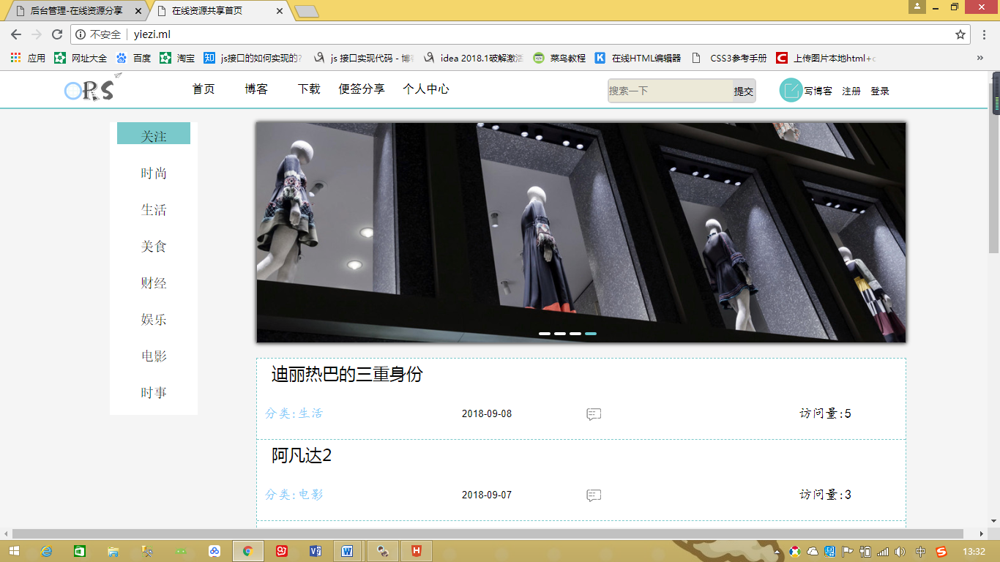 后台管理-在线资源分享
在线资源共享首页
不安全 yiezi.ml
应用 网址大全 百度 淘宝 js接口的如何实现的? js 接口实现代码 - 博 idea 2018.1破解激活 菜鸟教程 在线HTML编辑器 CSS3参考手册 上传图片本地html+c
ORS 首页 博客 下载 便签分享 个人中心 搜索一下 提交 写博客 注册 登录
关注
时尚
生活
美食
财经
娱乐
电影
时事
迪丽热巴的三重身份
分类:生活 2018-09-08 访问量:5
阿凡达2
分类:电影 2018-09-07 访问量:3
中 13:32